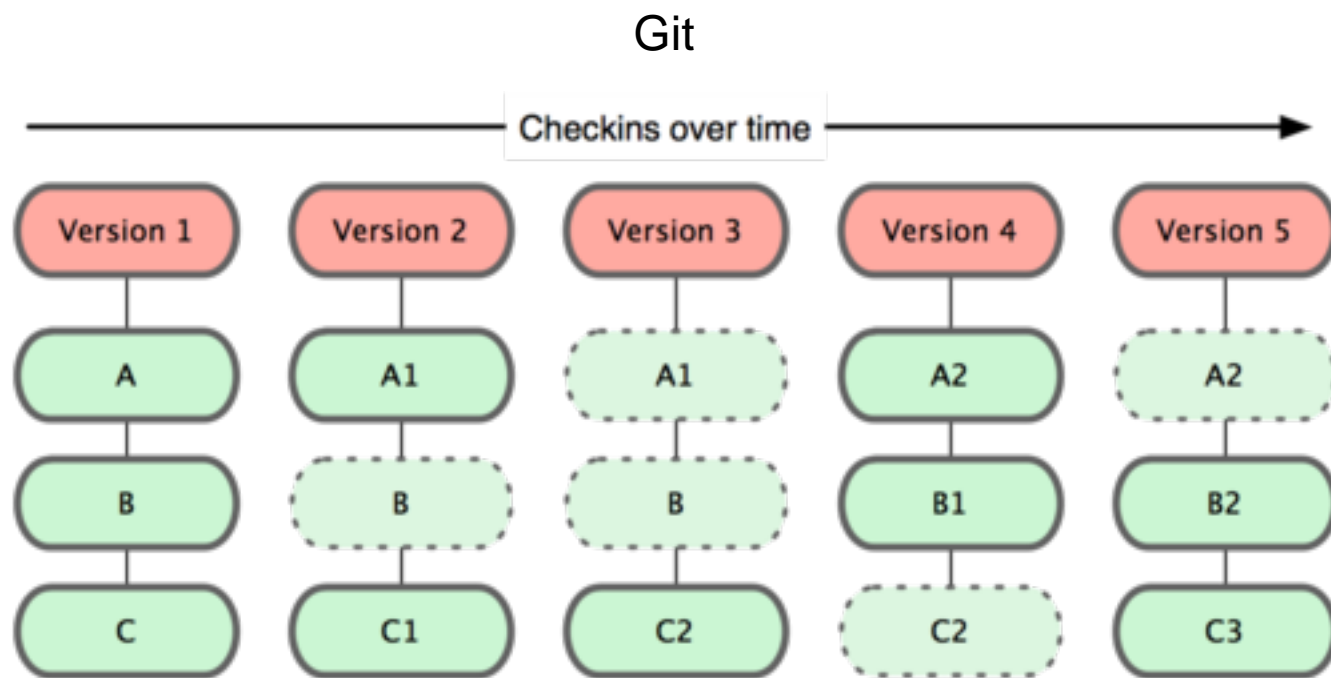 Git
Checkins over time
Version 1 Version 2 Version 3 Version 4 Version 5
A A1 A1 A2 A2
B B B B1 B2
C C1 C2 C2 C3